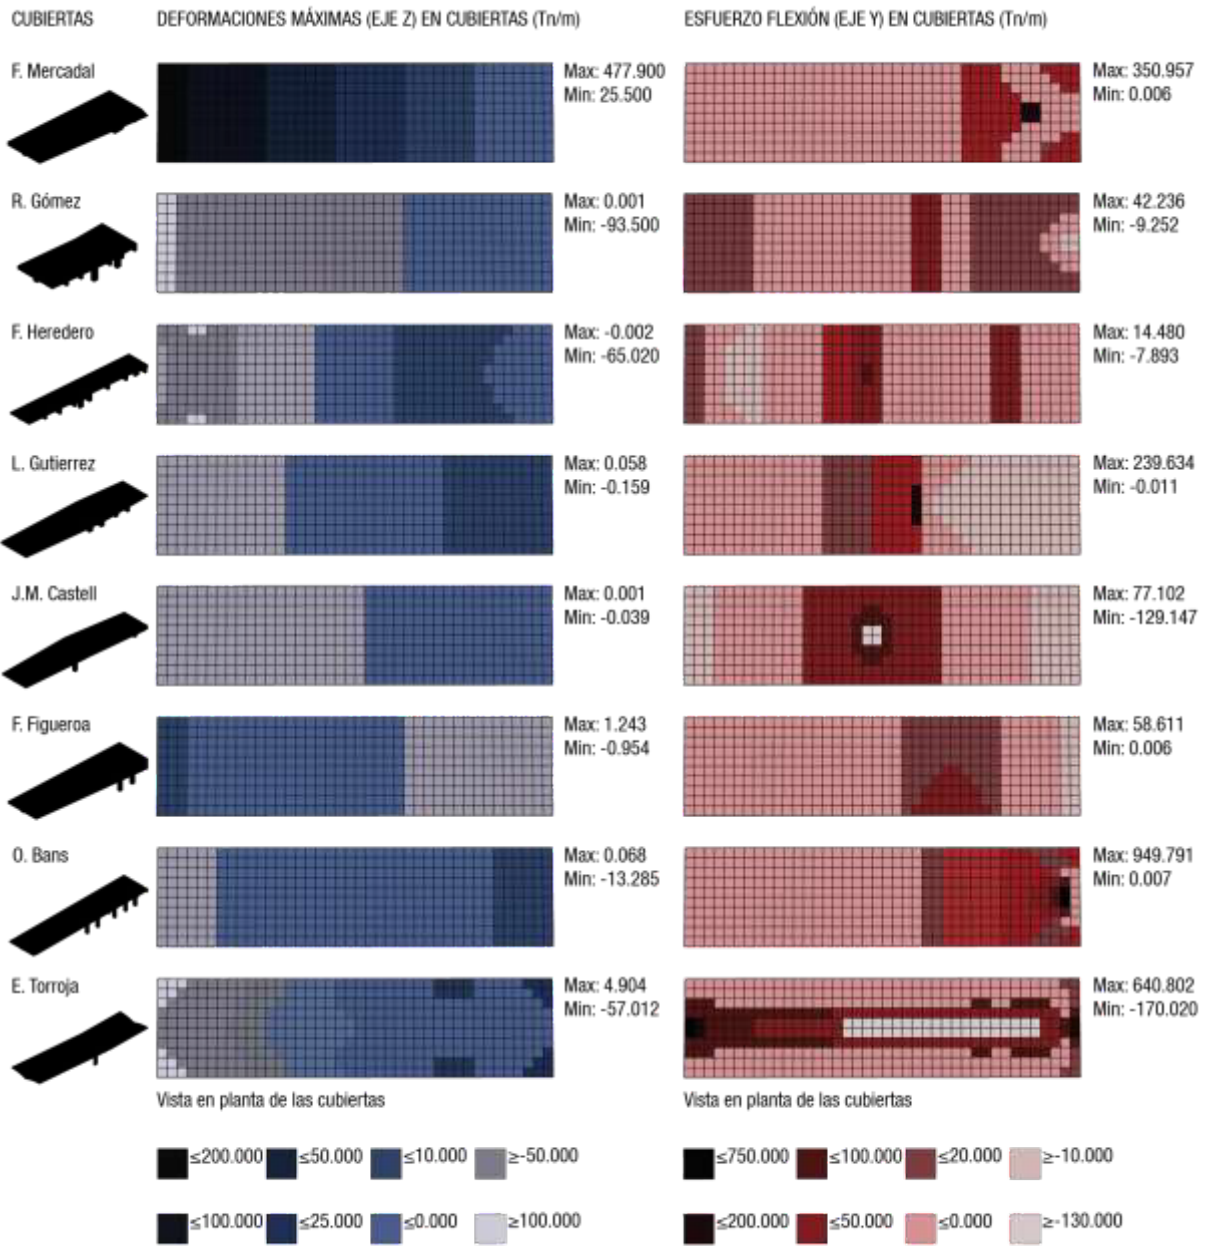 CUBIERTAS
DEFORMACIONES MÁXIMAS (EJE Z) EN CUBIERTAS (Tn/m)
ESFUERZO FLEXIÓN (EJE Y) EN CUBIERTAS (Tn/m)
F. Mercadal
Max: 477.900
Min: 25.500
Max: 350.957
Min: 0.006
R. Gómez
Max: 0.001
Min: -93.500
Max: 42.236
Min: -9.252
F. Heredero
Max: -0.002
Min: -65.020
Max: 14.480
Min: -7.893
L. Gutierrez
Max: 0.058
Min: -0.159
Max: 239.634
Min: -0.011
J.M. Castell
Max: 0.001
Min: -0.039
Max: 77.102
Min: -129.147
F. Figueroa
Max: 1.243
Min: -0.954
Max: 58.611
Min: 0.006
O. Bans
Max: 0.068
Min: -13.285
Max: 949.791
Min: 0.007
E. Torroja
Max: 4.904
Min: -57.012
Max: 640.802
Min: -170.020
Vista en planta de las cubiertas
Vista en planta de las cubiertas
≤200.000 ≤50.000 ≤10.000 ≥-50.000
≤750.000 ≤100.000 ≤20.000 ≥-10.000
≤100.000 ≤25.000 ≤0.000 ≥100.000
≤200.000 ≤50.000 ≤0.000 ≥-130.000